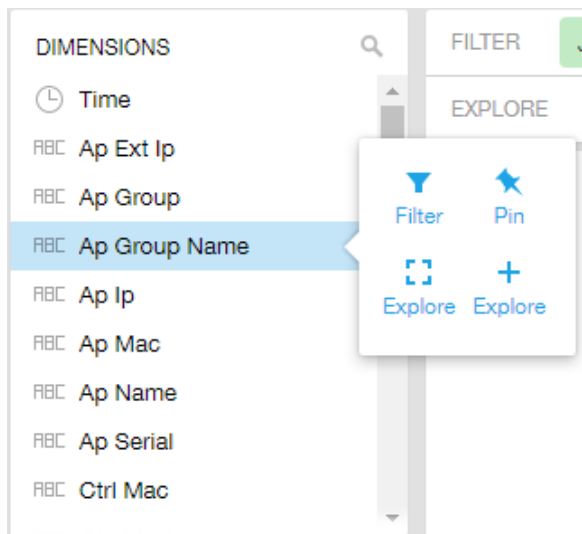 DIMENSIONS
Time
ABC Ap Ext Ip
ABC Ap Group
ABC Ap Group Name
ABC Ap Ip
ABC Ap Mac
ABC Ap Name
ABC Ap Serial
ABC Ctrl Mac
FILTER
EXPLORE
Filter Pin
Explore Explore